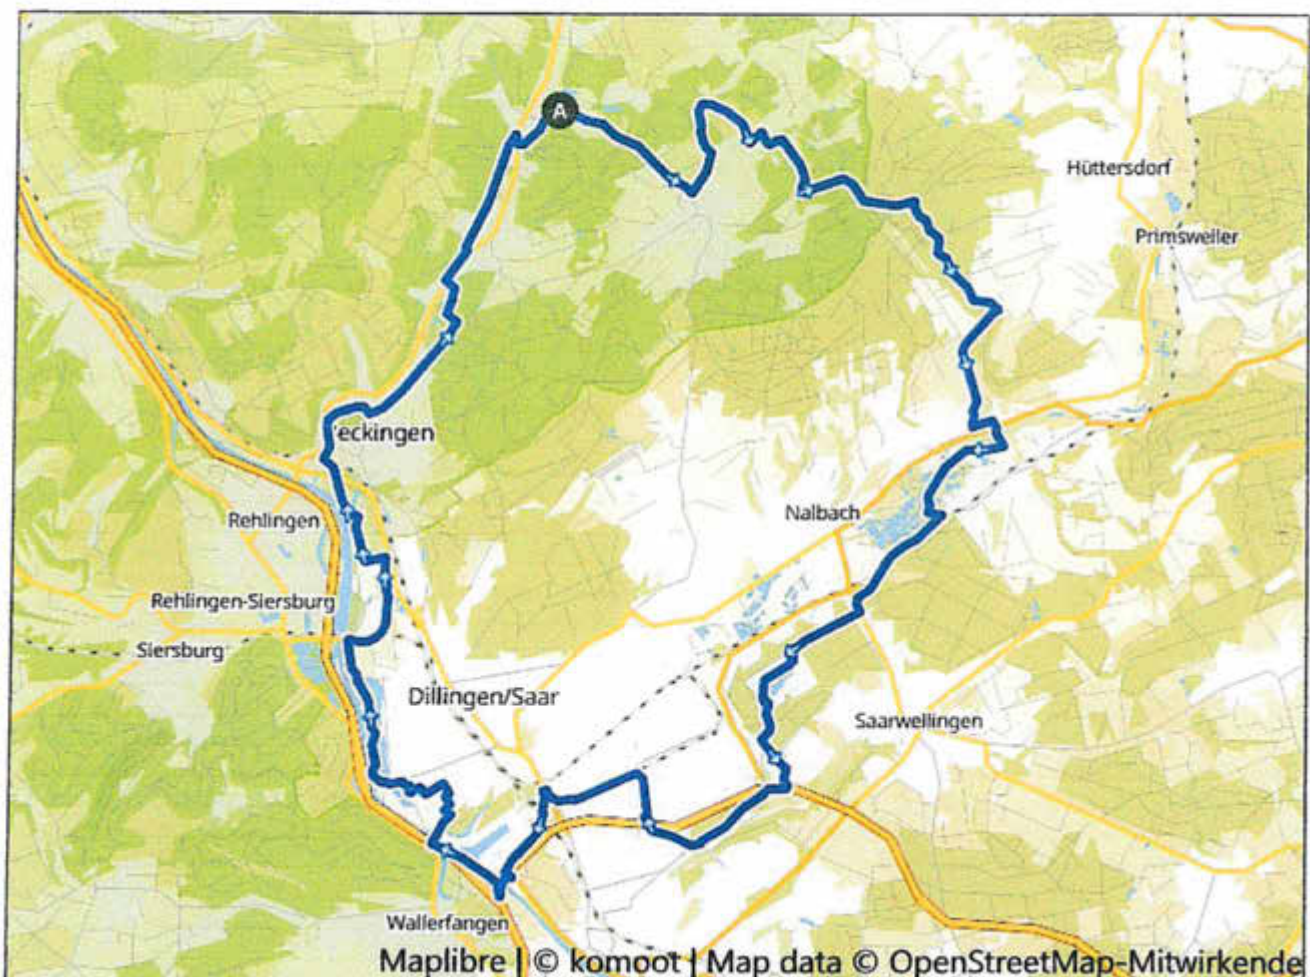 A
Hüttersdorf
Primsweiler
eckingen
Rehlingen
Nalbach
Rehlingen-Siersburg
Siersburg
Dillingen/Saar
Saarwellingen
Wallerfangen
Maplibre | © komoot | Map data © OpenStreetMap-Mitwirkende